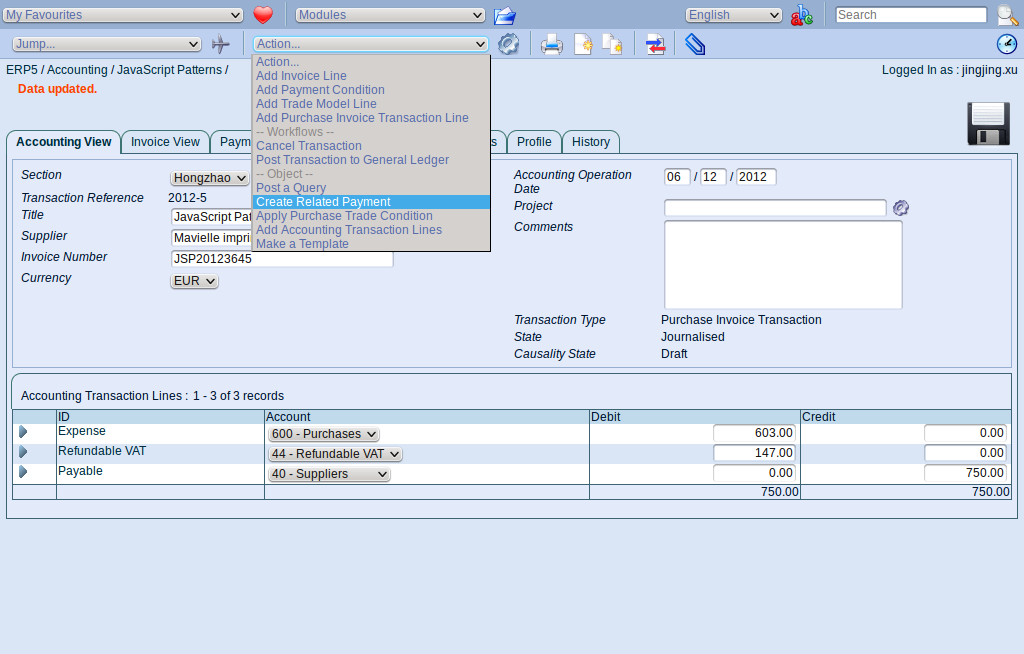 My Favourites
Modules
English
Search
Jump...
Action...
ERP5 / Accounting / JavaScript Patterns /
Logged In as : jingjing.xu
Data updated.
Action...
Add Invoice Line
Add Payment Condition
Add Trade Model Line
Add Purchase Invoice Transaction Line
-- Workflows --
Cancel Transaction
Post Transaction to General Ledger
-- Object --
Post a Query
Create Related Payment
Apply Purchase Trade Condition
Add Accounting Transaction Lines
Make a Template
Accounting View
Invoice View
Paym
s
Profile
History
Section
Hongzhao
Transaction Reference
2012-5
Title
JavaScript Pat
Supplier
Mavielle impri
Invoice Number
JSP20123645
Currency
EUR
Accounting Operation
Date
06 / 12 / 2012
Project
Comments
Transaction Type
Purchase Invoice Transaction
State
Journalised
Causality State
Draft
Accounting Transaction Lines : 1 - 3 of 3 records
ID Account Debit Credit
Expense 600 - Purchases 603.00 0.00
Refundable VAT 44 - Refundable VAT 147.00 0.00
Payable 40 - Suppliers 0.00 750.00
750.00 750.00